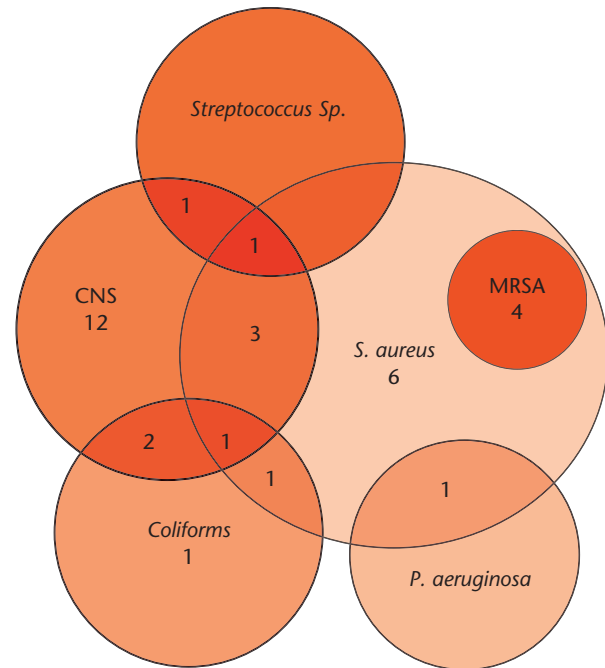 Streptococcus Sp.
1
1
MRSA
4
CNS
12
3
S. aureus
6
2
1
1
1
Coliforms
1
P. aeruginosa